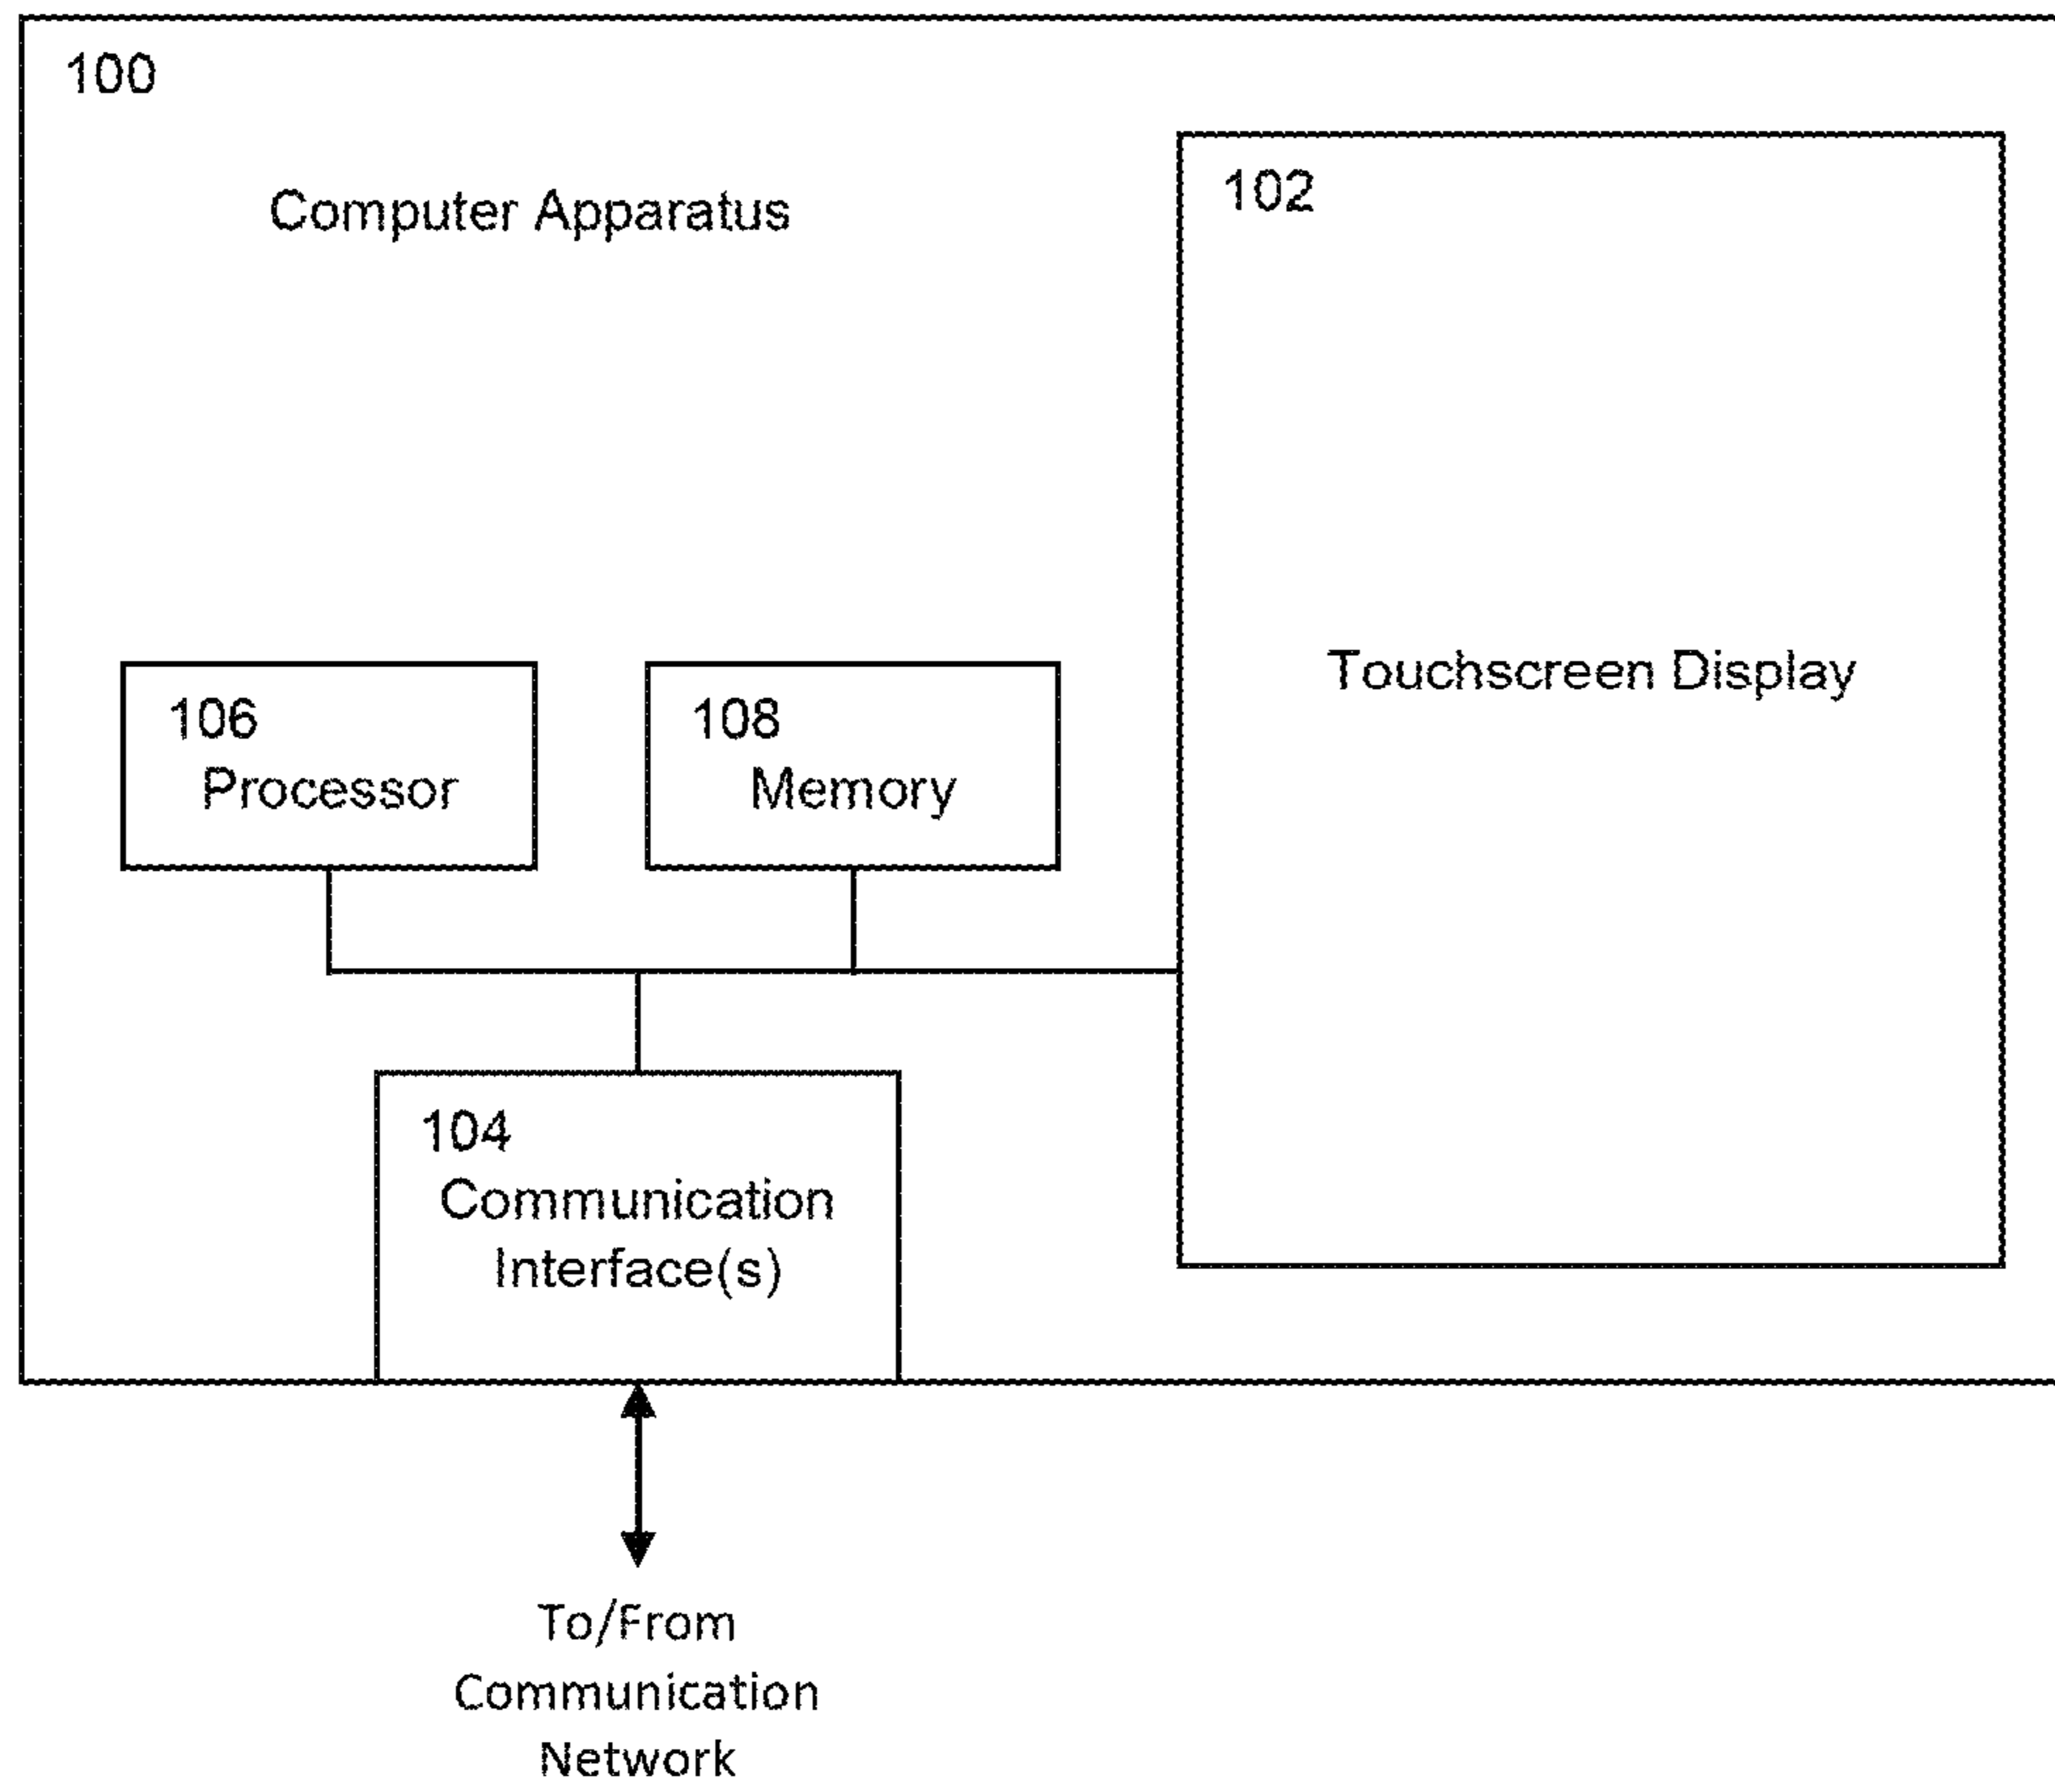 100
Computer Apparatus
102
Touchscreen Display
106
Processor
108
Memory
104
Communication
Interface(s)
To/From
Communication
Network